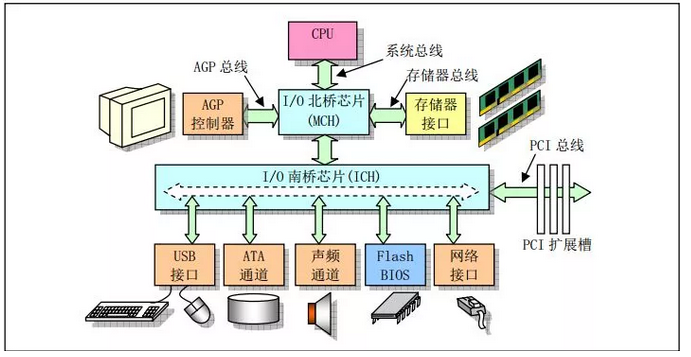 CPU
系统总线
AGP 总线
存储器总线
AGP
控制器
I/O 北桥芯片
(MCH)
存储器
接口
PCI 总线
I/O 南桥芯片(ICH)
PCI 扩展槽
USB
接口
ATA
通道
声频
通道
Flash
BIOS
网络
接口